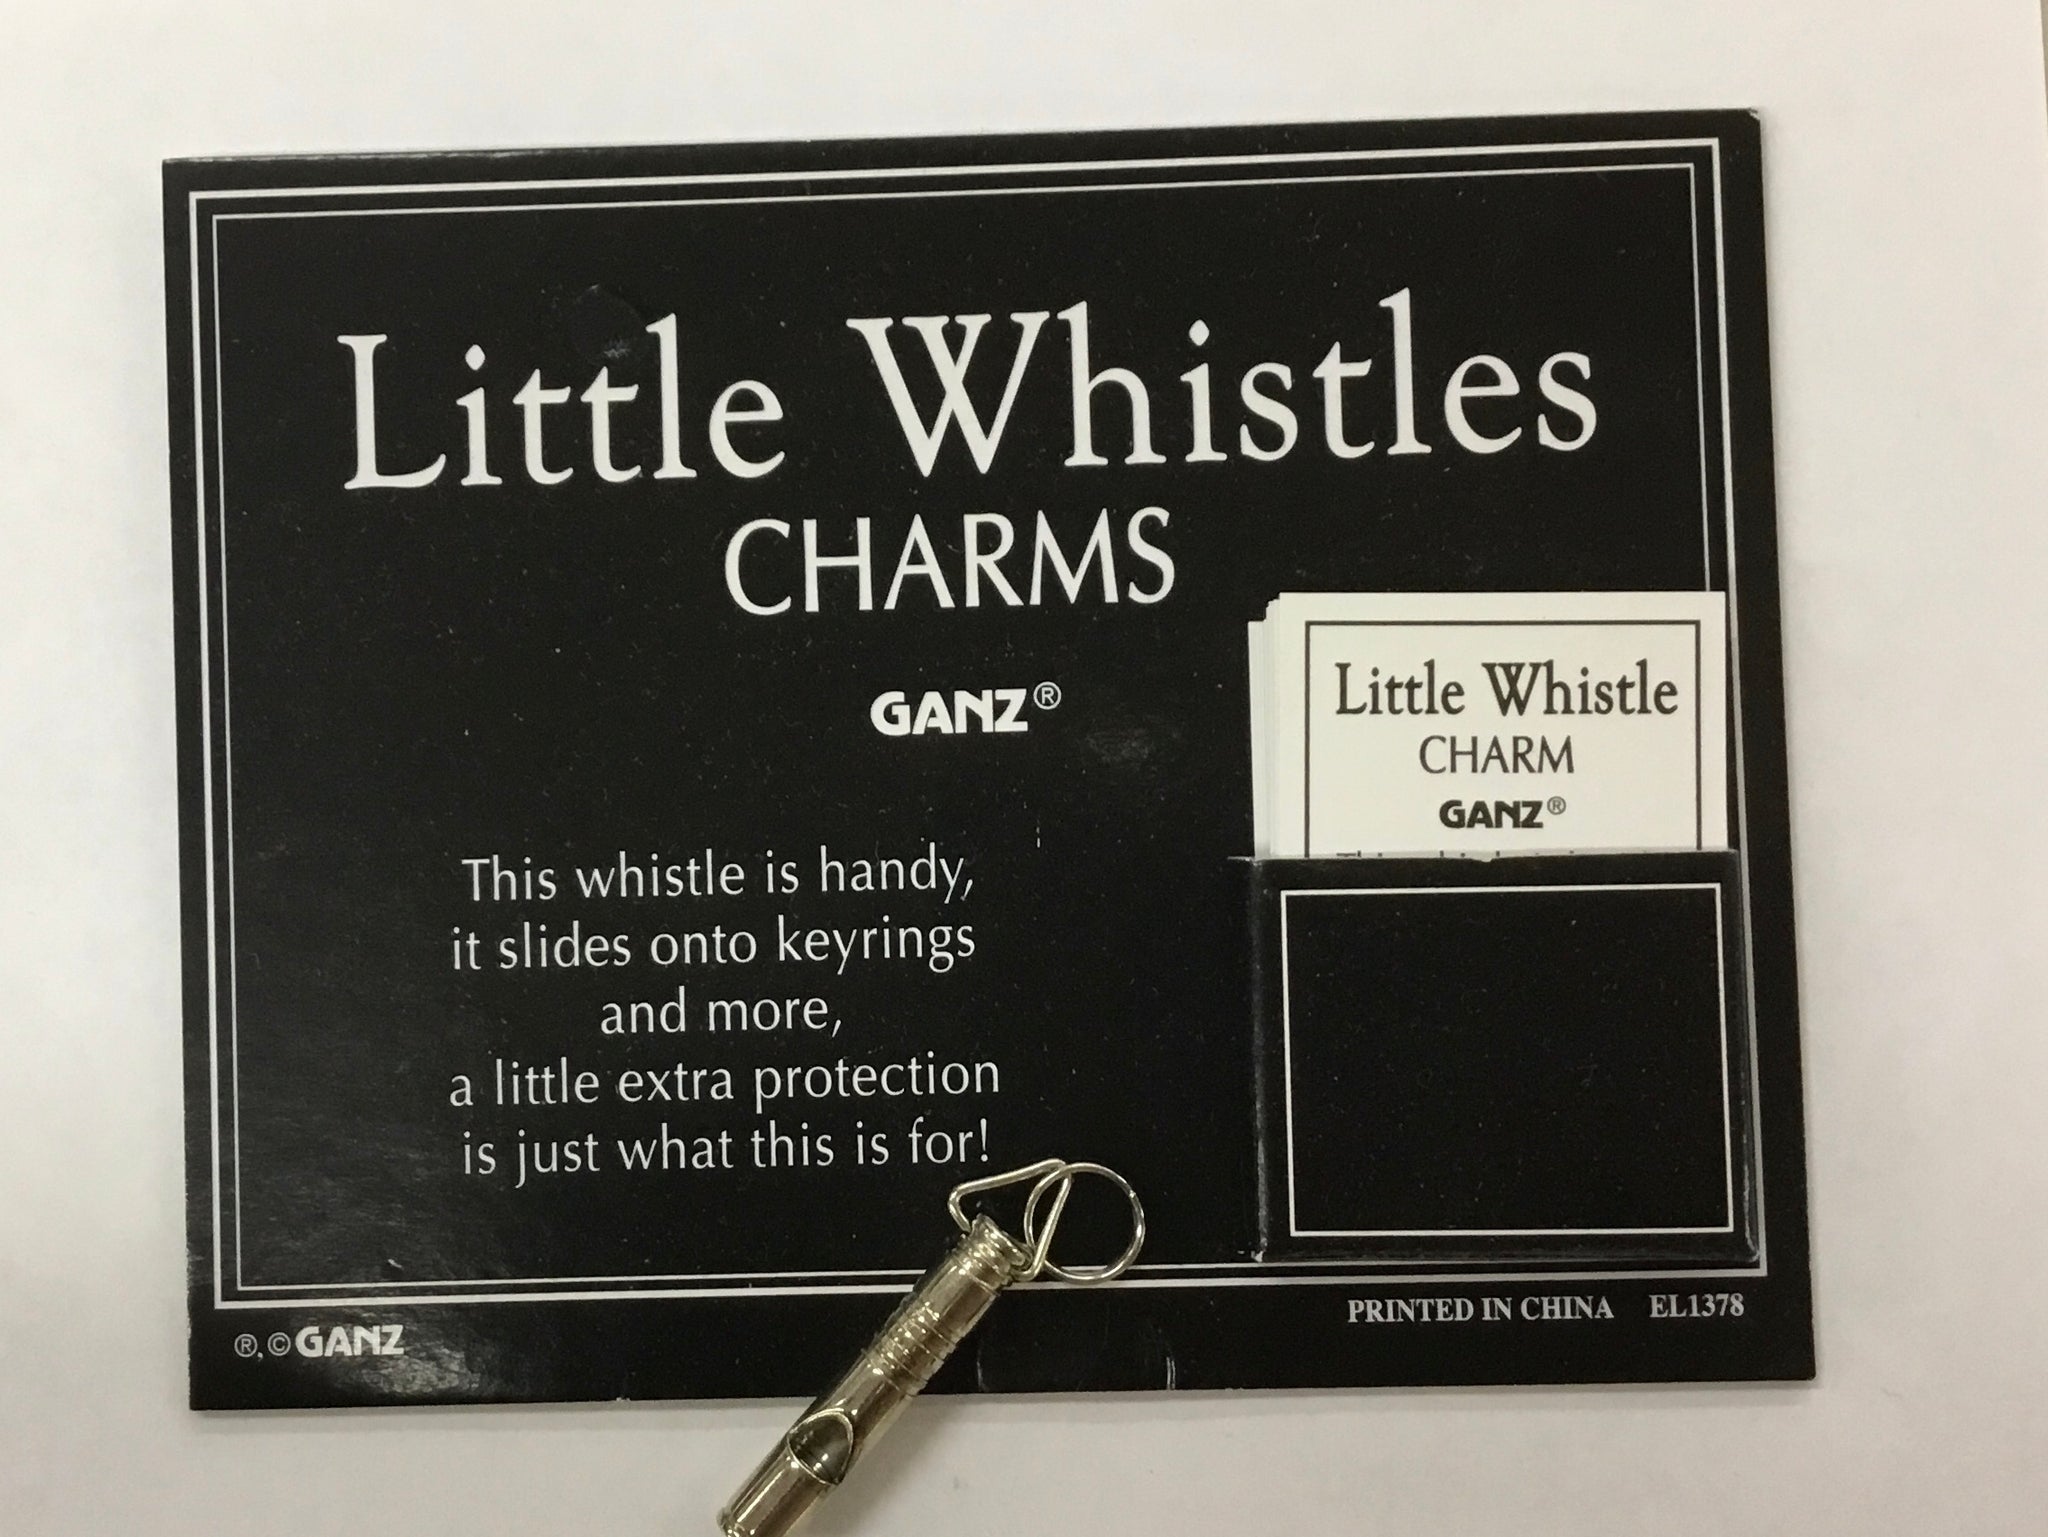 Little Whistles
CHARMS
GANZ®
This whistle is handy,
it slides onto keyrings
and more,
a little extra protection
is just what this is for!
Little Whistle
CHARM
GANZ®
PRINTED IN CHINA EL1378
®, © GANZ